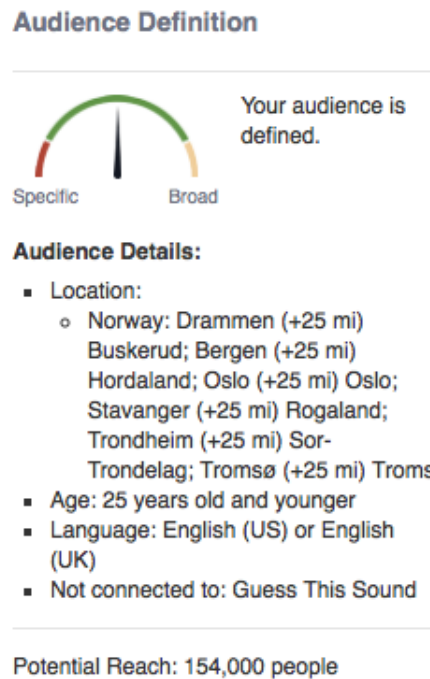 Audience Definition
Your audience is
defined.
Specific
Broad
Audience Details:
▪ Location:
◦ Norway: Drammen (+25 mi)
Buskerud; Bergen (+25 mi)
Hordaland; Oslo (+25 mi) Oslo;
Stavanger (+25 mi) Rogaland;
Trondheim (+25 mi) Sor-
Trondelag; Tromsø (+25 mi) Troms
▪ Age: 25 years old and younger
▪ Language: English (US) or English
(UK)
▪ Not connected to: Guess This Sound
Potential Reach: 154,000 people